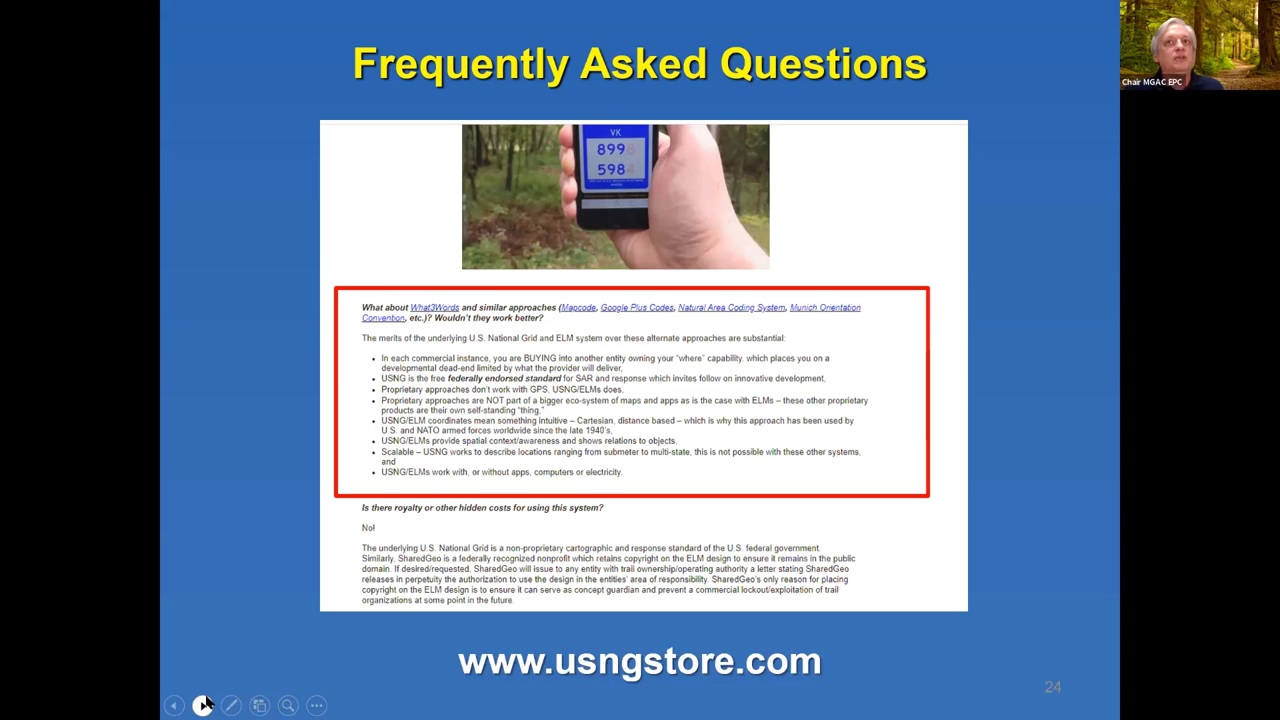 Frequently Asked Questions
Chair MGAC EPC
VK
8998
598
What about What3Words and similar approaches (Mapcode, Google Plus Codes, Natural Area Coding System, Munich Orientation
Convention, etc.)? Wouldn't they work better?
The merits of the underlying U.S. National Grid and ELM system over these alternate approaches are substantial:
• In each commercial instance, you are BUYING into another entity owning your "where" capability, which places you on a
developmental dead-end limited by what the provider will deliver,
• USNG is the free federally endorsed standard for SAR and response which invites follow on innovative development,
• Proprietary approaches don't work with GPS, USNG/ELMs does,
• Proprietary approaches are NOT part of a bigger eco-system of maps and apps as is the case with ELMs – these other proprietary
products are their own self-standing "thing,"
• USNG/ELM coordinates mean something intuitive – Cartesian, distance based – which is why this approach has been used by
U.S. and NATO armed forces worldwide since the late 1940's,
• USNG/ELMs provide spatial context/awareness and shows relations to objects,
• Scalable – USNG works to describe locations ranging from submeter to multi-state, this is not possible with these other systems,
and
• USNG/ELMs work with, or without apps, computers or electricity.
Is there royalty or other hidden costs for using this system?
No!
The underlying U.S. National Grid is a non-proprietary cartographic and response standard of the U.S. federal government.
Similarly, SharedGeo is a federally recognized nonprofit which retains copyright on the ELM design to ensure it remains in the public
domain. If desired/requested, SharedGeo will issue to any entity with trail ownership/operating authority a letter stating SharedGeo
releases in perpetuity the authorization to use the design in the entities' area of responsibility. SharedGeo's only reason for placing
copyright on the ELM design is to ensure it can serve as concept guardian and prevent a commercial lockout/exploitation of trail
organizations at some point in the future.
www.usngstore.com
24